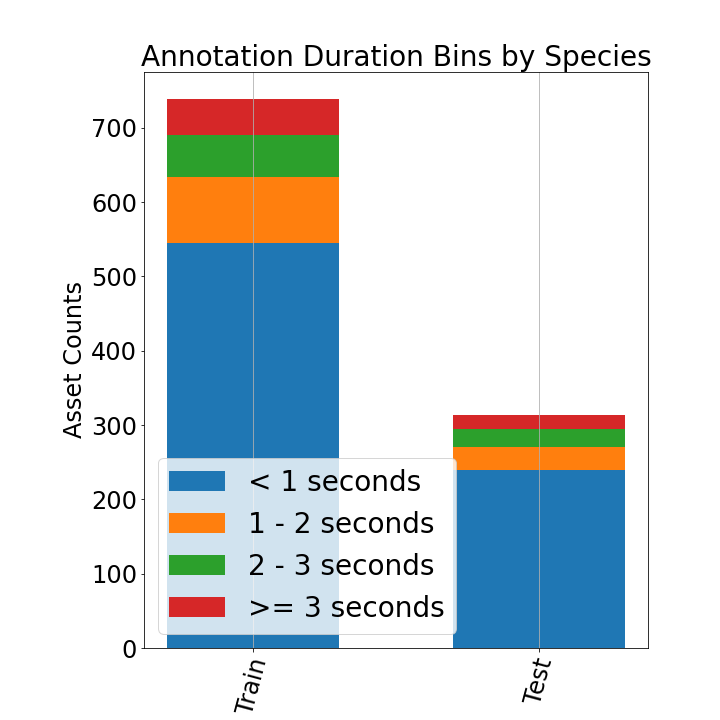 Annotation Duration Bins by Species
Asset Counts
700
600
500
400
300
200
100
0
< 1 seconds
1 - 2 seconds
2 - 3 seconds
>= 3 seconds
Train
Test